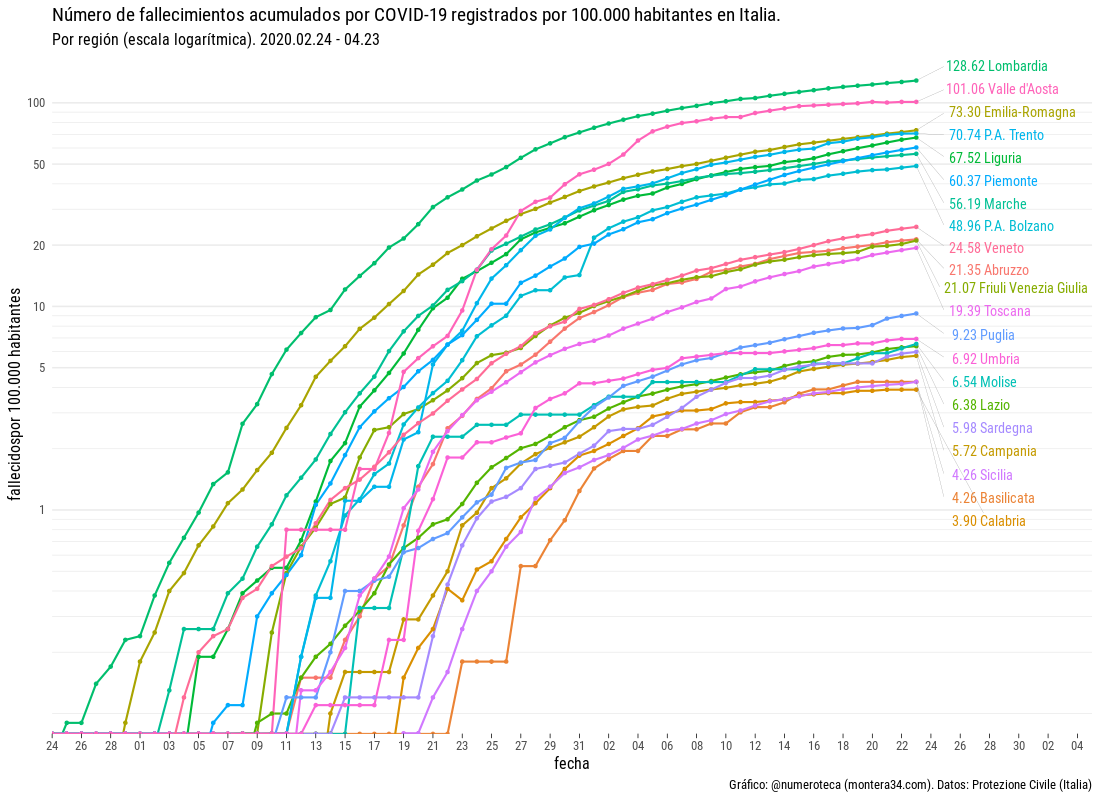 Número de fallecimientos acumulados por COVID-19 registrados por 100.000 habitantes en Italia.
Por región (escala logarítmica). 2020.02.24 - 04.23
128.62 Lombardia
101.06 Valle d'Aosta
73.30 Emilia-Romagna
70.74 P.A. Trento
67.52 Liguria
60.37 Piemonte
56.19 Marche
48.96 P.A. Bolzano
24.58 Veneto
21.35 Abruzzo
21.07 Friuli Venezia Giulia
19.39 Toscana
9.23 Puglia
6.92 Umbria
6.54 Molise
6.38 Lazio
5.98 Sardegna
5.72 Campania
4.26 Sicilia
4.26 Basilicata
3.90 Calabria
100
50
20
10
5
1
fallecidospor 100.000 habitantes
24 26 28 01 03 05 07 09 11 13 15 17 19 21 23 25 27 29 31 02 04 06 08 10 12 14 16 18 20 22 24 26 28 30 02 04
fecha
Gráfico: @numeroteca (montera34.com). Datos: Protezione Civile (Italia)